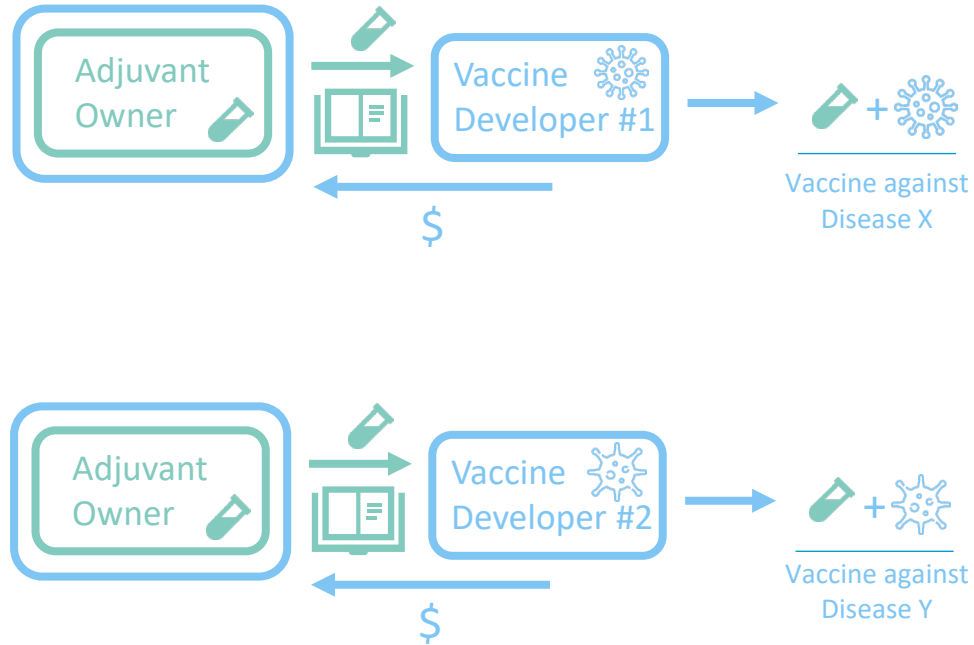 Adjuvant
Owner
Vaccine
Developer #1
+
Vaccine against
Disease X
$
Adjuvant
Owner
Vaccine
Developer #2
+
Vaccine against
Disease Y
$